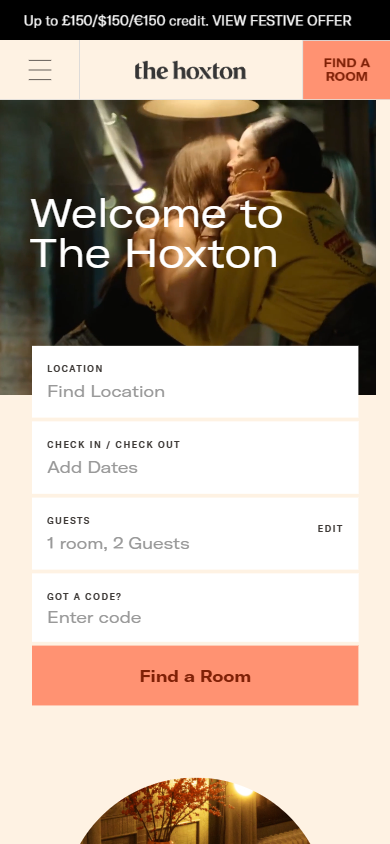 Up to £150/$150/€150 credit. VIEW FESTIVE OFFER
the hoxton
FIND A
ROOM
Welcome to
The Hoxton
LOCATION
Find Location
CHECK IN / CHECK OUT
Add Dates
GUESTS
1 room, 2 Guests
EDIT
GOT A CODE?
Enter code
Find a Room